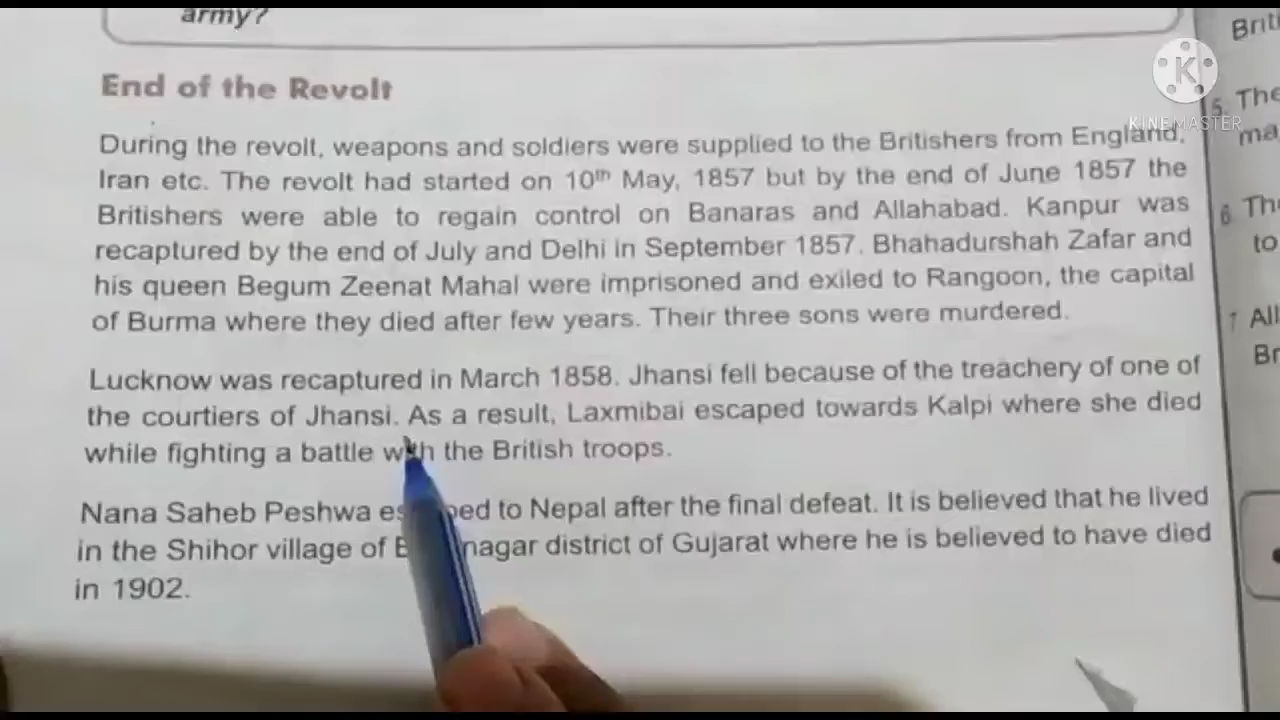 army?
End of the Revolt
During the revolt, weapons and soldiers were supplied to the Britishers from England,
Iran etc. The revolt had started on 10th May, 1857 but by the end of June 1857 the
Britishers were able to regain control on Banaras and Allahabad. Kanpur was
recaptured by the end of July and Delhi in September 1857. Bhahadurshah Zafar and
his queen Begum Zeenat Mahal were imprisoned and exiled to Rangoon, the capital
of Burma where they died after few years. Their three sons were murdered.
Lucknow was recaptured in March 1858. Jhansi fell because of the treachery of one of
the courtiers of Jhansi. As a result, Laxmibai escaped towards Kalpi where she died
while fighting a battle with the British troops.
Nana Saheb Peshwa to Nepal after the final defeat. It is believed that he lived
in the Shihor village of district of Gujarat where he is believed to have died
in 1902.
K
KINEMASTER
5. The
6. The
to
7 All